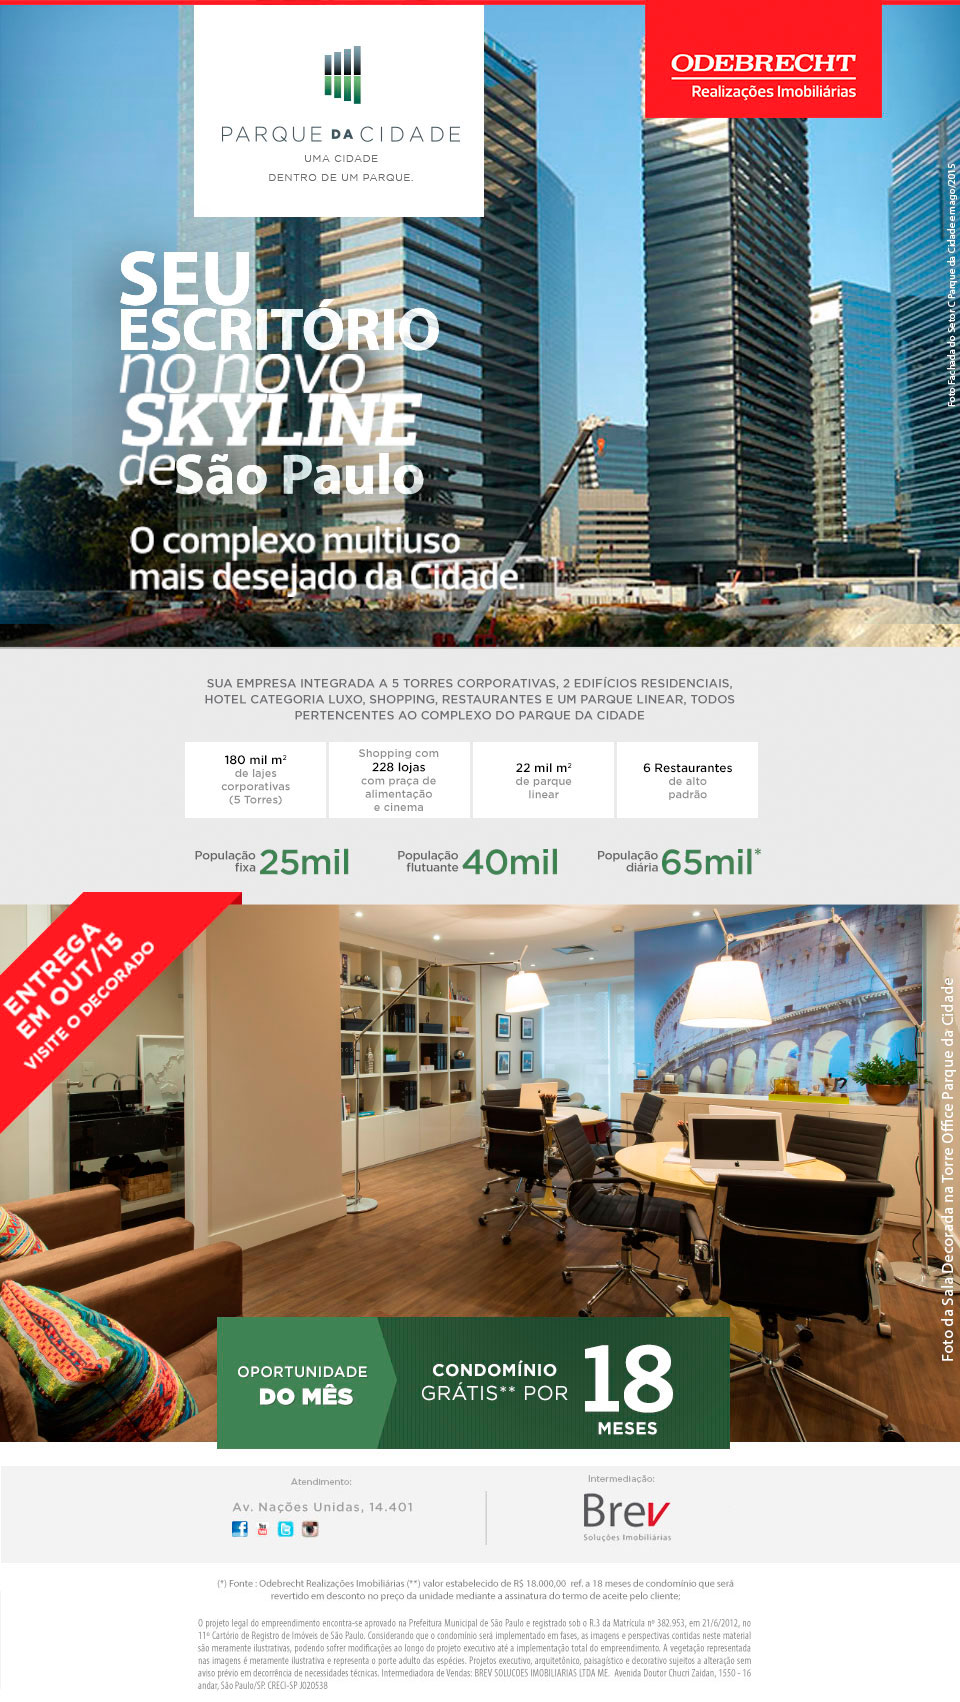 PARQUE DA CIDADE
UMA CIDADE
DENTRO DE UM PARQUE.
ODEBRECHT
Realizações Imobiliárias
Foto Fachada do Setor C Parque da Cidade em ago/2015
SEU
ESCRITÓRIO
no novo
SKYLINE
de São Paulo
O complexo multiuso
mais desejado da Cidade.
SUA EMPRESA INTEGRADA A 5 TORRES CORPORATIVAS, 2 EDIFÍCIOS RESIDENCIAIS,
HOTEL CATEGORIA LUXO, SHOPPING, RESTAURANTES E UM PARQUE LINEAR, TODOS
PERTENCENTES AO COMPLEXO DO PARQUE DA CIDADE
180 mil m²
de lajes
corporativas
(5 Torres)
Shopping com
228 lojas
com praça de
alimentação
e cinema
22 mil m²
de parque
linear
6 Restaurantes
de alto
padrão
População
fixa 25mil
População
flutuante 40mil
População
diária 65mil*
ENTREGA
EM OUT/15
VISITE O DECORADO
Foto da Sala Decorada na Torre Office Parque da Cidade
OPORTUNIDADE
DO MÊS
CONDOMÍNIO
GRÁTIS** POR
18
MESES
Atendimento:
Av. Nações Unidas, 14.401
Intermediação:
Brev
Soluções Imobiliárias
(*) Fonte : Odebrecht Realizações Imobiliárias (**) valor estabelecido de R$ 18.000,00 ref. a 18 meses de condomínio que será
revertido em desconto no preço da unidade mediante a assinatura do termo de aceite pelo cliente;
O projeto legal do empreendimento encontra-se aprovado na Prefeitura Municipal de São Paulo e registrado sob o R.3 da Matrícula nº 382.953, em 21/6/2012, no
11º Cartório de Registro de Imóveis de São Paulo. Considerando que o condomínio será implementado em fases, as imagens e perspectivas contidas neste material
são meramente ilustrativas, podendo sofrer modificações ao longo do projeto executivo até a implementação total do empreendimento. A vegetação representada
nas imagens é meramente ilustrativa e representa o porte adulto das espécies. Projetos executivo, arquitetônico, paisagístico e decorativo sujeitos a alteração sem
aviso prévio em decorrência de necessidades técnicas. Intermediadora de Vendas: BREV SOLUCOES IMOBILIARIAS LTDA ME. Avenida Doutor Chucri Zaidan, 1550 - 16
andar, São Paulo/SP. CRECI-SP J020538